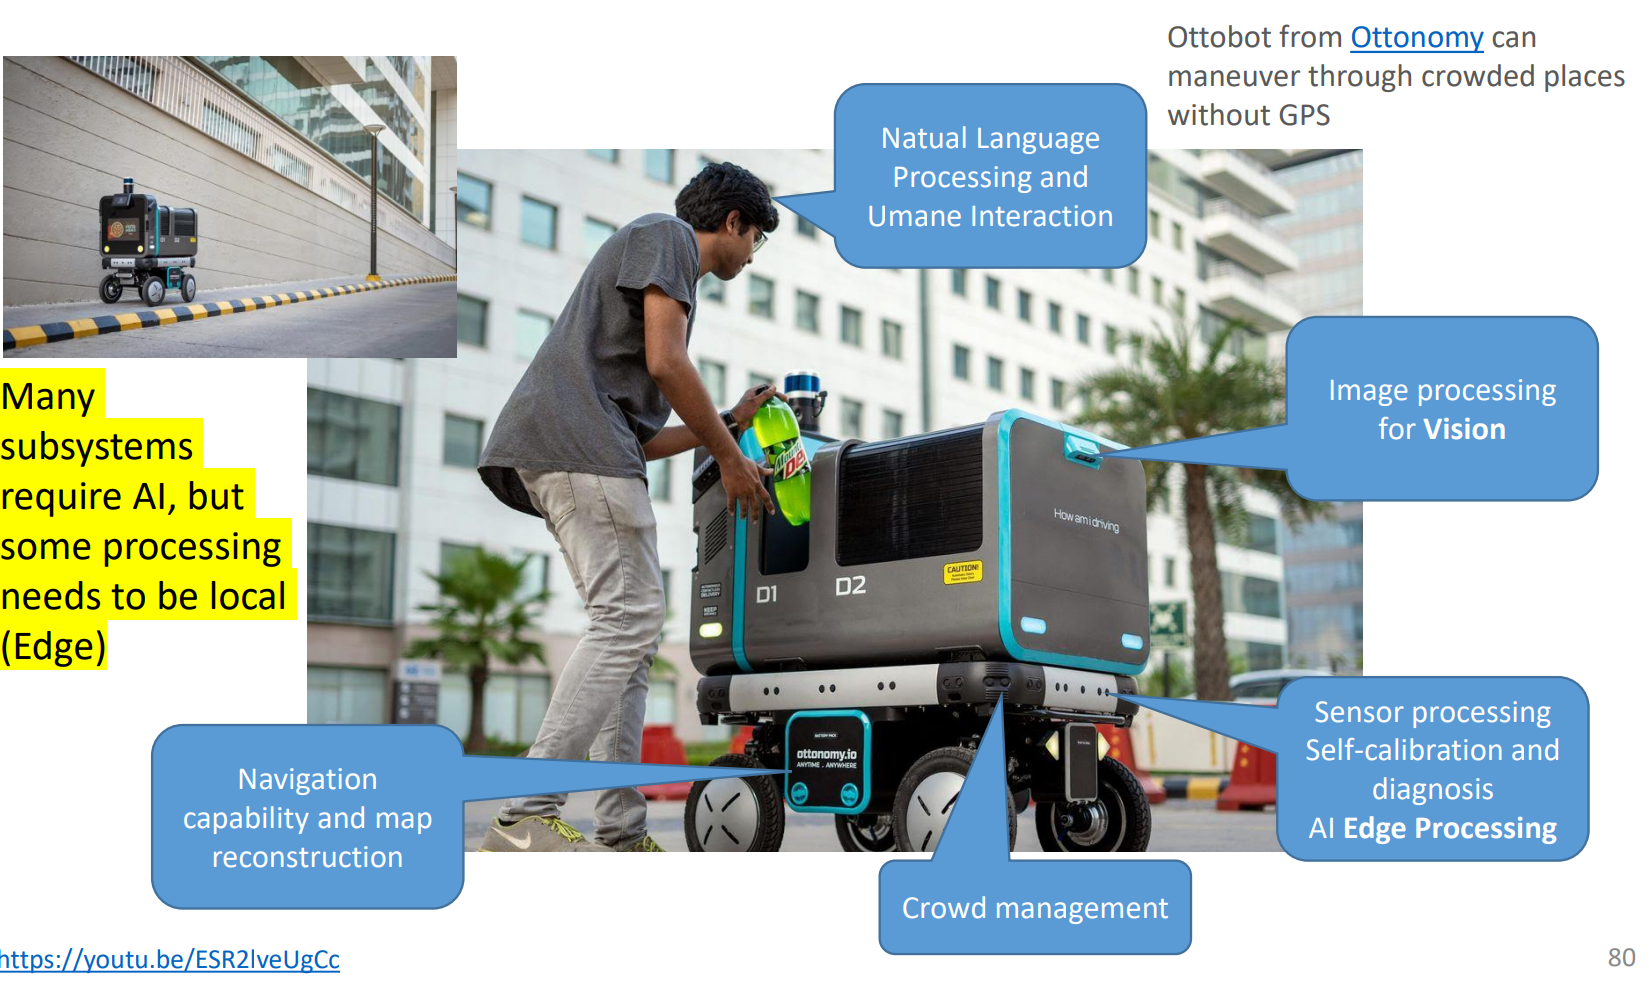 Ottobot from Ottonomy can
maneuver through crowded places
without GPS
Natual Language
Processing and
Umane Interaction
Image processing
for Vision
Many
subsystems
require AI, but
some processing
needs to be local
(Edge)
How am i driving
CAUTION!
D1
D2
ottonomy.io
ANYTIME . ANYWHERE
Mountain
Dew
Sensor processing
Self-calibration and
diagnosis
AI Edge Processing
Navigation
capability and map
reconstruction
Crowd management
https://youtu.be/ESR2lveUgCc
80